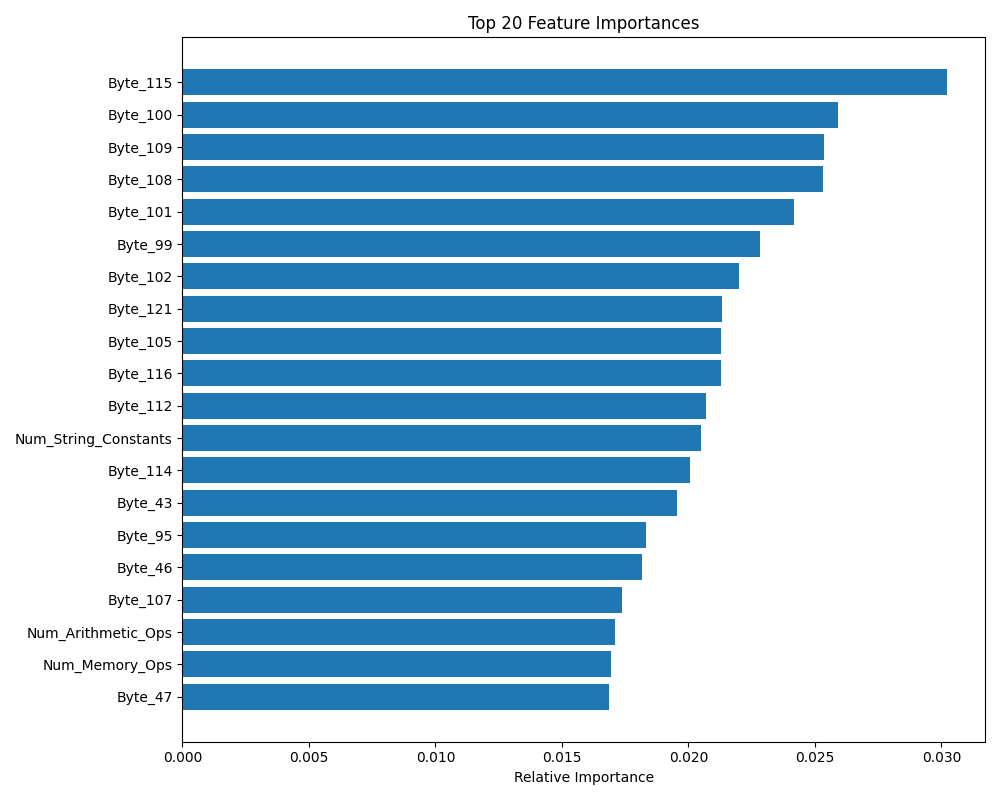 Top 20 Feature Importances
Byte_115
Byte_100
Byte_109
Byte_108
Byte_101
Byte_99
Byte_102
Byte_121
Byte_105
Byte_116
Byte_112
Num_String_Constants
Byte_114
Byte_43
Byte_95
Byte_46
Byte_107
Num_Arithmetic_Ops
Num_Memory_Ops
Byte_47
0.000 0.005 0.010 0.015 0.020 0.025 0.030
Relative Importance